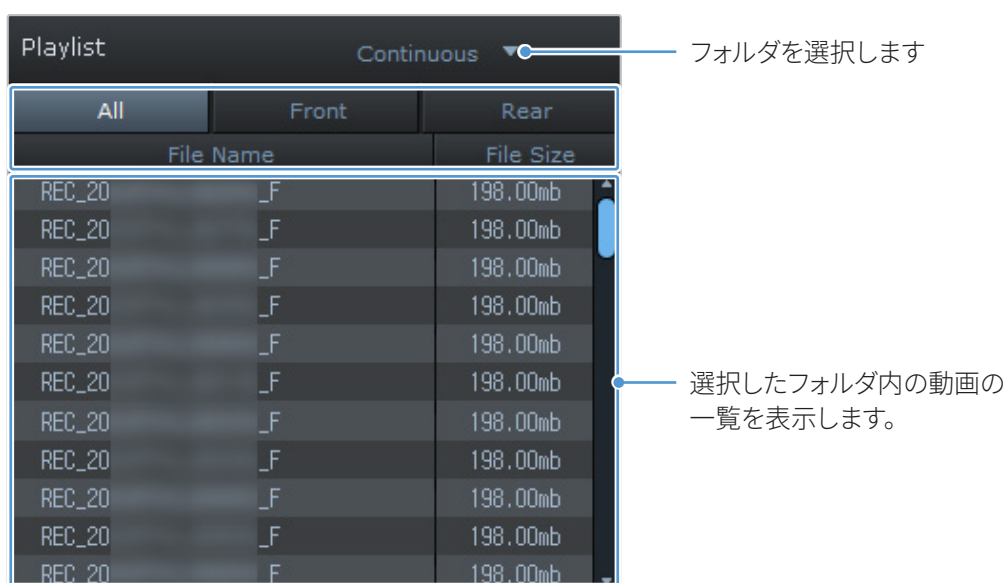 Playlist
Continuous
フォルダを選択します
All Front Rear
File Name File Size
REC_20 _F 198.00mb
REC_20 _F 198.00mb
REC_20 _F 198.00mb
REC_20 _F 198.00mb
REC_20 _F 198.00mb
REC_20 _F 198.00mb
選択したフォルダ内の動画の
一覧を表示します。
REC_20 _F 198.00mb
REC_20 _F 198.00mb
REC_20 _F 198.00mb
REC_20 _F 198.00mb
REC_20 _F 198.00mb